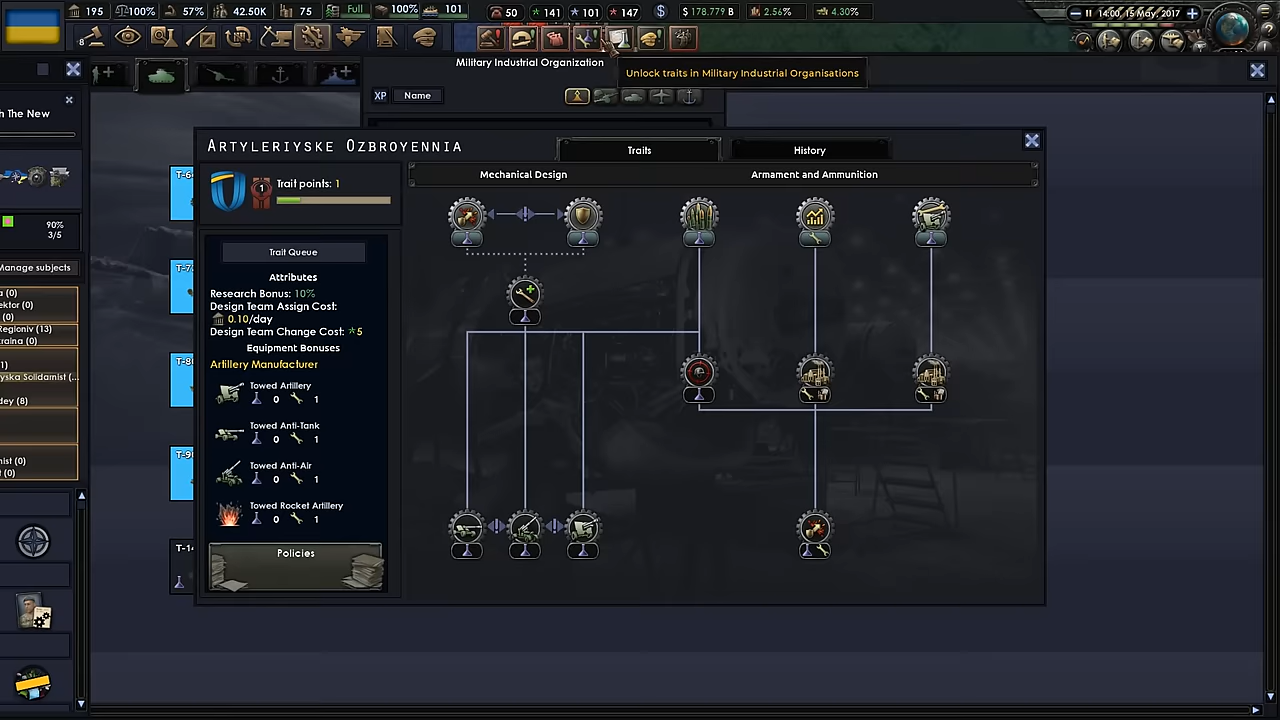 195 100% 57% 42.50K 75 Full 100% 101 50 141 101 147 $ $ 178.779 B 2.56% 4.30% 14:00, 15 May, 2017
8
Military Industrial Organization
Unlock traits in Military Industrial Organisations
XP Name
h The New
ARTYLERIYSKE OZBROYENNIA
Traits
History
Mechanical Design
Armament and Ammunition
1
Trait points: 1
90%
3/5
Manage subjects
a (0)
ektor (0)
(0)
Regioniv (13)
kraina (0)
1)
yska Solidarnist (...
dey (8)
nist (0)
t (0)
Trait Queue
Attributes
Research Bonus: 10%
Design Team Assign Cost:
0.10/day
Design Team Change Cost: 5
Equipment Bonuses
Artillery Manufacturer
Towed Artillery
0 1
Towed Anti-Tank
0 1
Towed Anti-Air
0 1
Towed Rocket Artillery
0 1
Policies
T-6
T-7
T-8
T-9
T-1